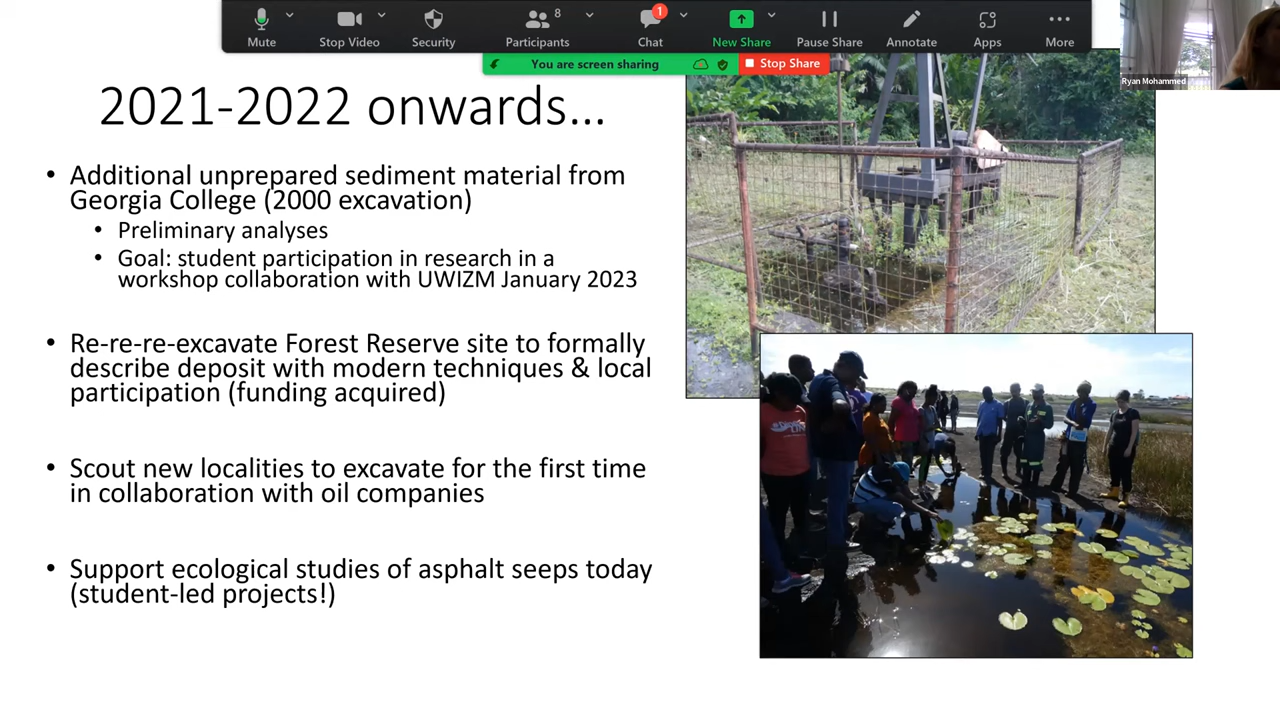 8
1
Mute
Stop Video
Security
Participants
Chat
New Share
Pause Share
Annotate
Apps
More
You are screen sharing
Stop Share
Ryan Mohammed
2021-2022 onwards…
• Additional unprepared sediment material from
Georgia College (2000 excavation)
• Preliminary analyses
• Goal: student participation in research in a
workshop collaboration with UWIZM January 2023
• Re-re-re-excavate Forest Reserve site to formally
describe deposit with modern techniques & local
participation (funding acquired)
• Scout new localities to excavate for the first time
in collaboration with oil companies
• Support ecological studies of asphalt seeps today
(student-led projects!)